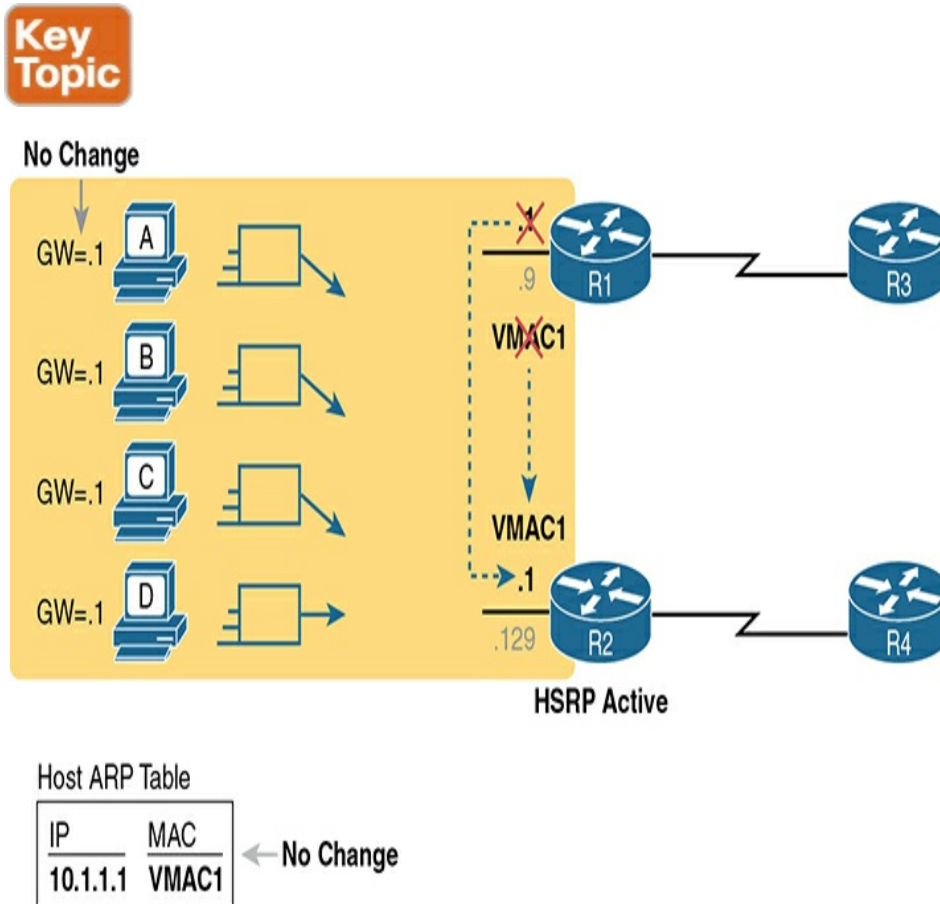 Key
Topic
No Change
GW=.1
A
.1
.9
R1
R3
VMAC1
GW=.1
B
GW=.1
C
VMAC1
.1
GW=.1
D
.129
R2
R4
HSRP Active
Host ARP Table
IP MAC
10.1.1.1 VMAC1
No Change